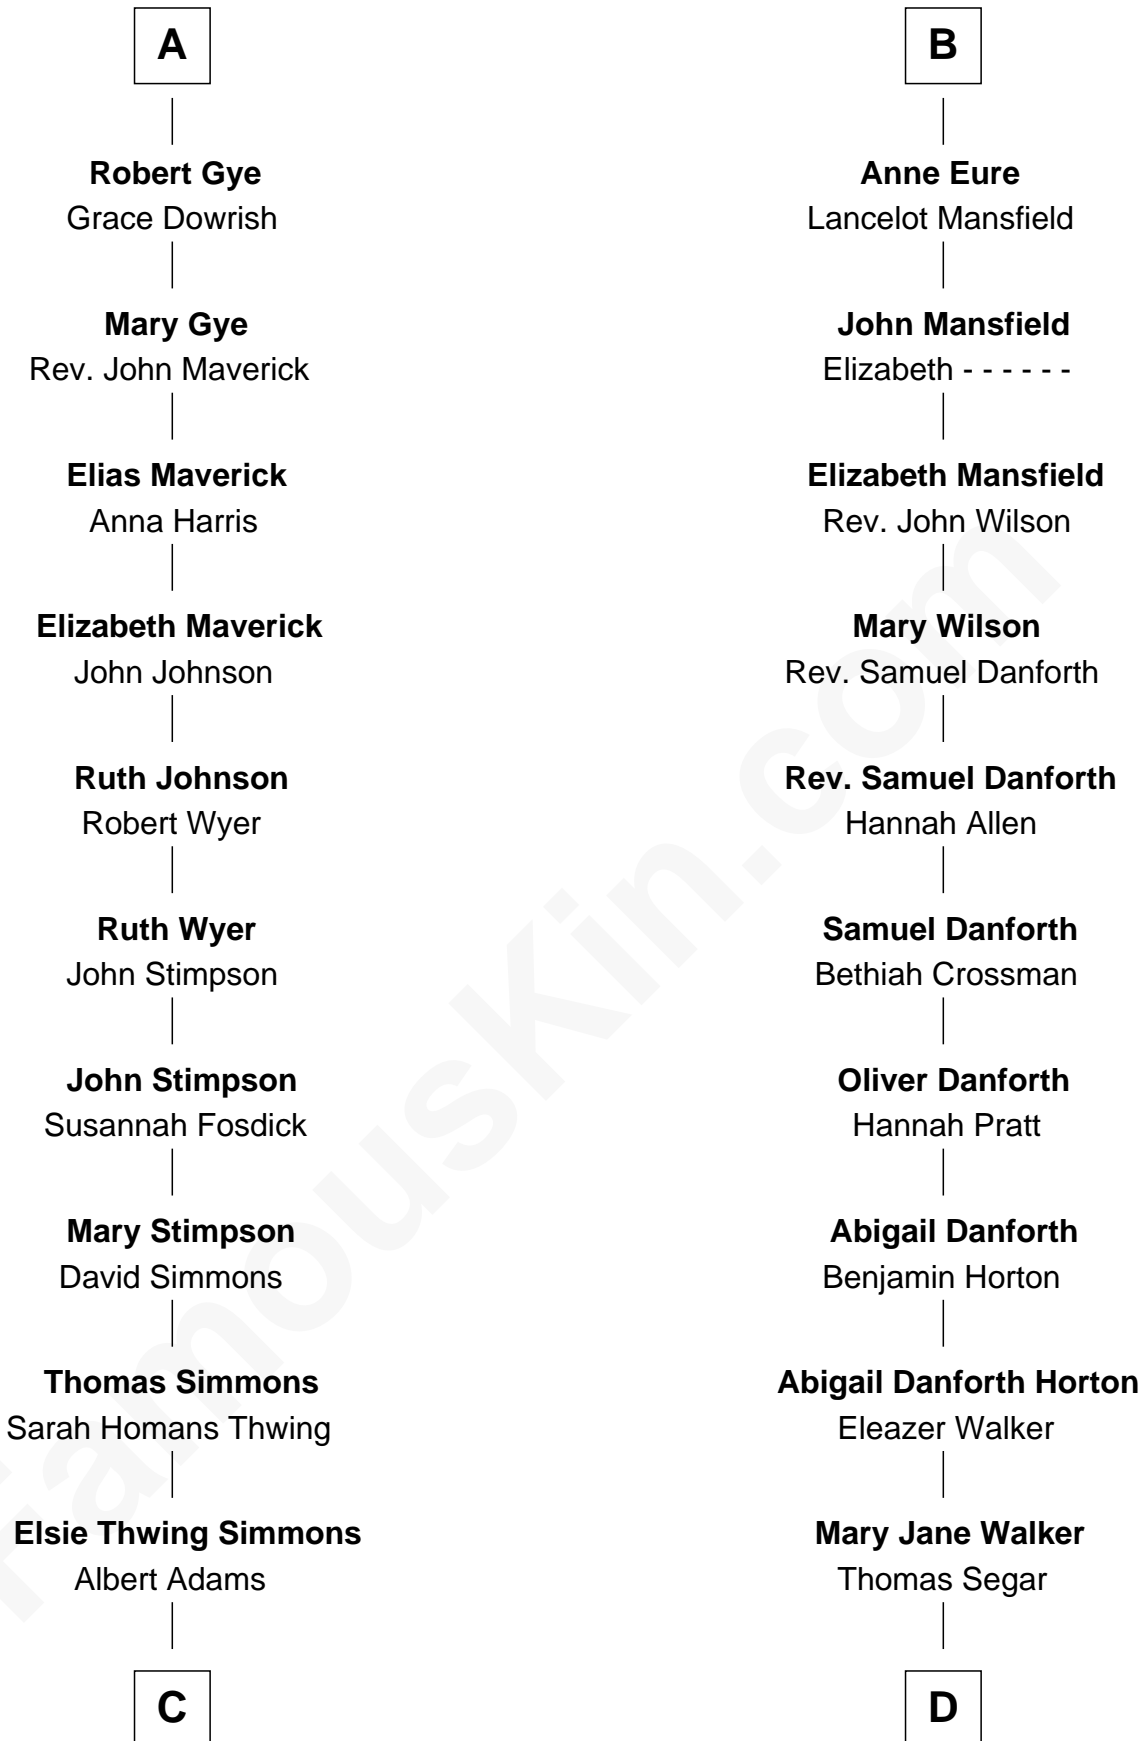 A
Robert Gye
Grace Dowrish
Mary Gye
Rev. John Maverick
Elias Maverick
Anna Harris
Elizabeth Maverick
John Johnson
Ruth Johnson
Robert Wyer
Ruth Wyer
John Stimpson
John Stimpson
Susannah Fosdick
Mary Stimpson
David Simmons
Thomas Simmons
Sarah Homans Thwing
Elsie Thwing Simmons
Albert Adams
C
B
Anne Eure
Lancelot Mansfield
John Mansfield
Elizabeth - - - - - -
Elizabeth Mansfield
Rev. John Wilson
Mary Wilson
Rev. Samuel Danforth
Rev. Samuel Danforth
Hannah Allen
Samuel Danforth
Bethiah Crossman
Oliver Danforth
Hannah Pratt
Abigail Danforth
Benjamin Horton
Abigail Danforth Horton
Eleazer Walker
Mary Jane Walker
Thomas Segar
D
FamousKin.com